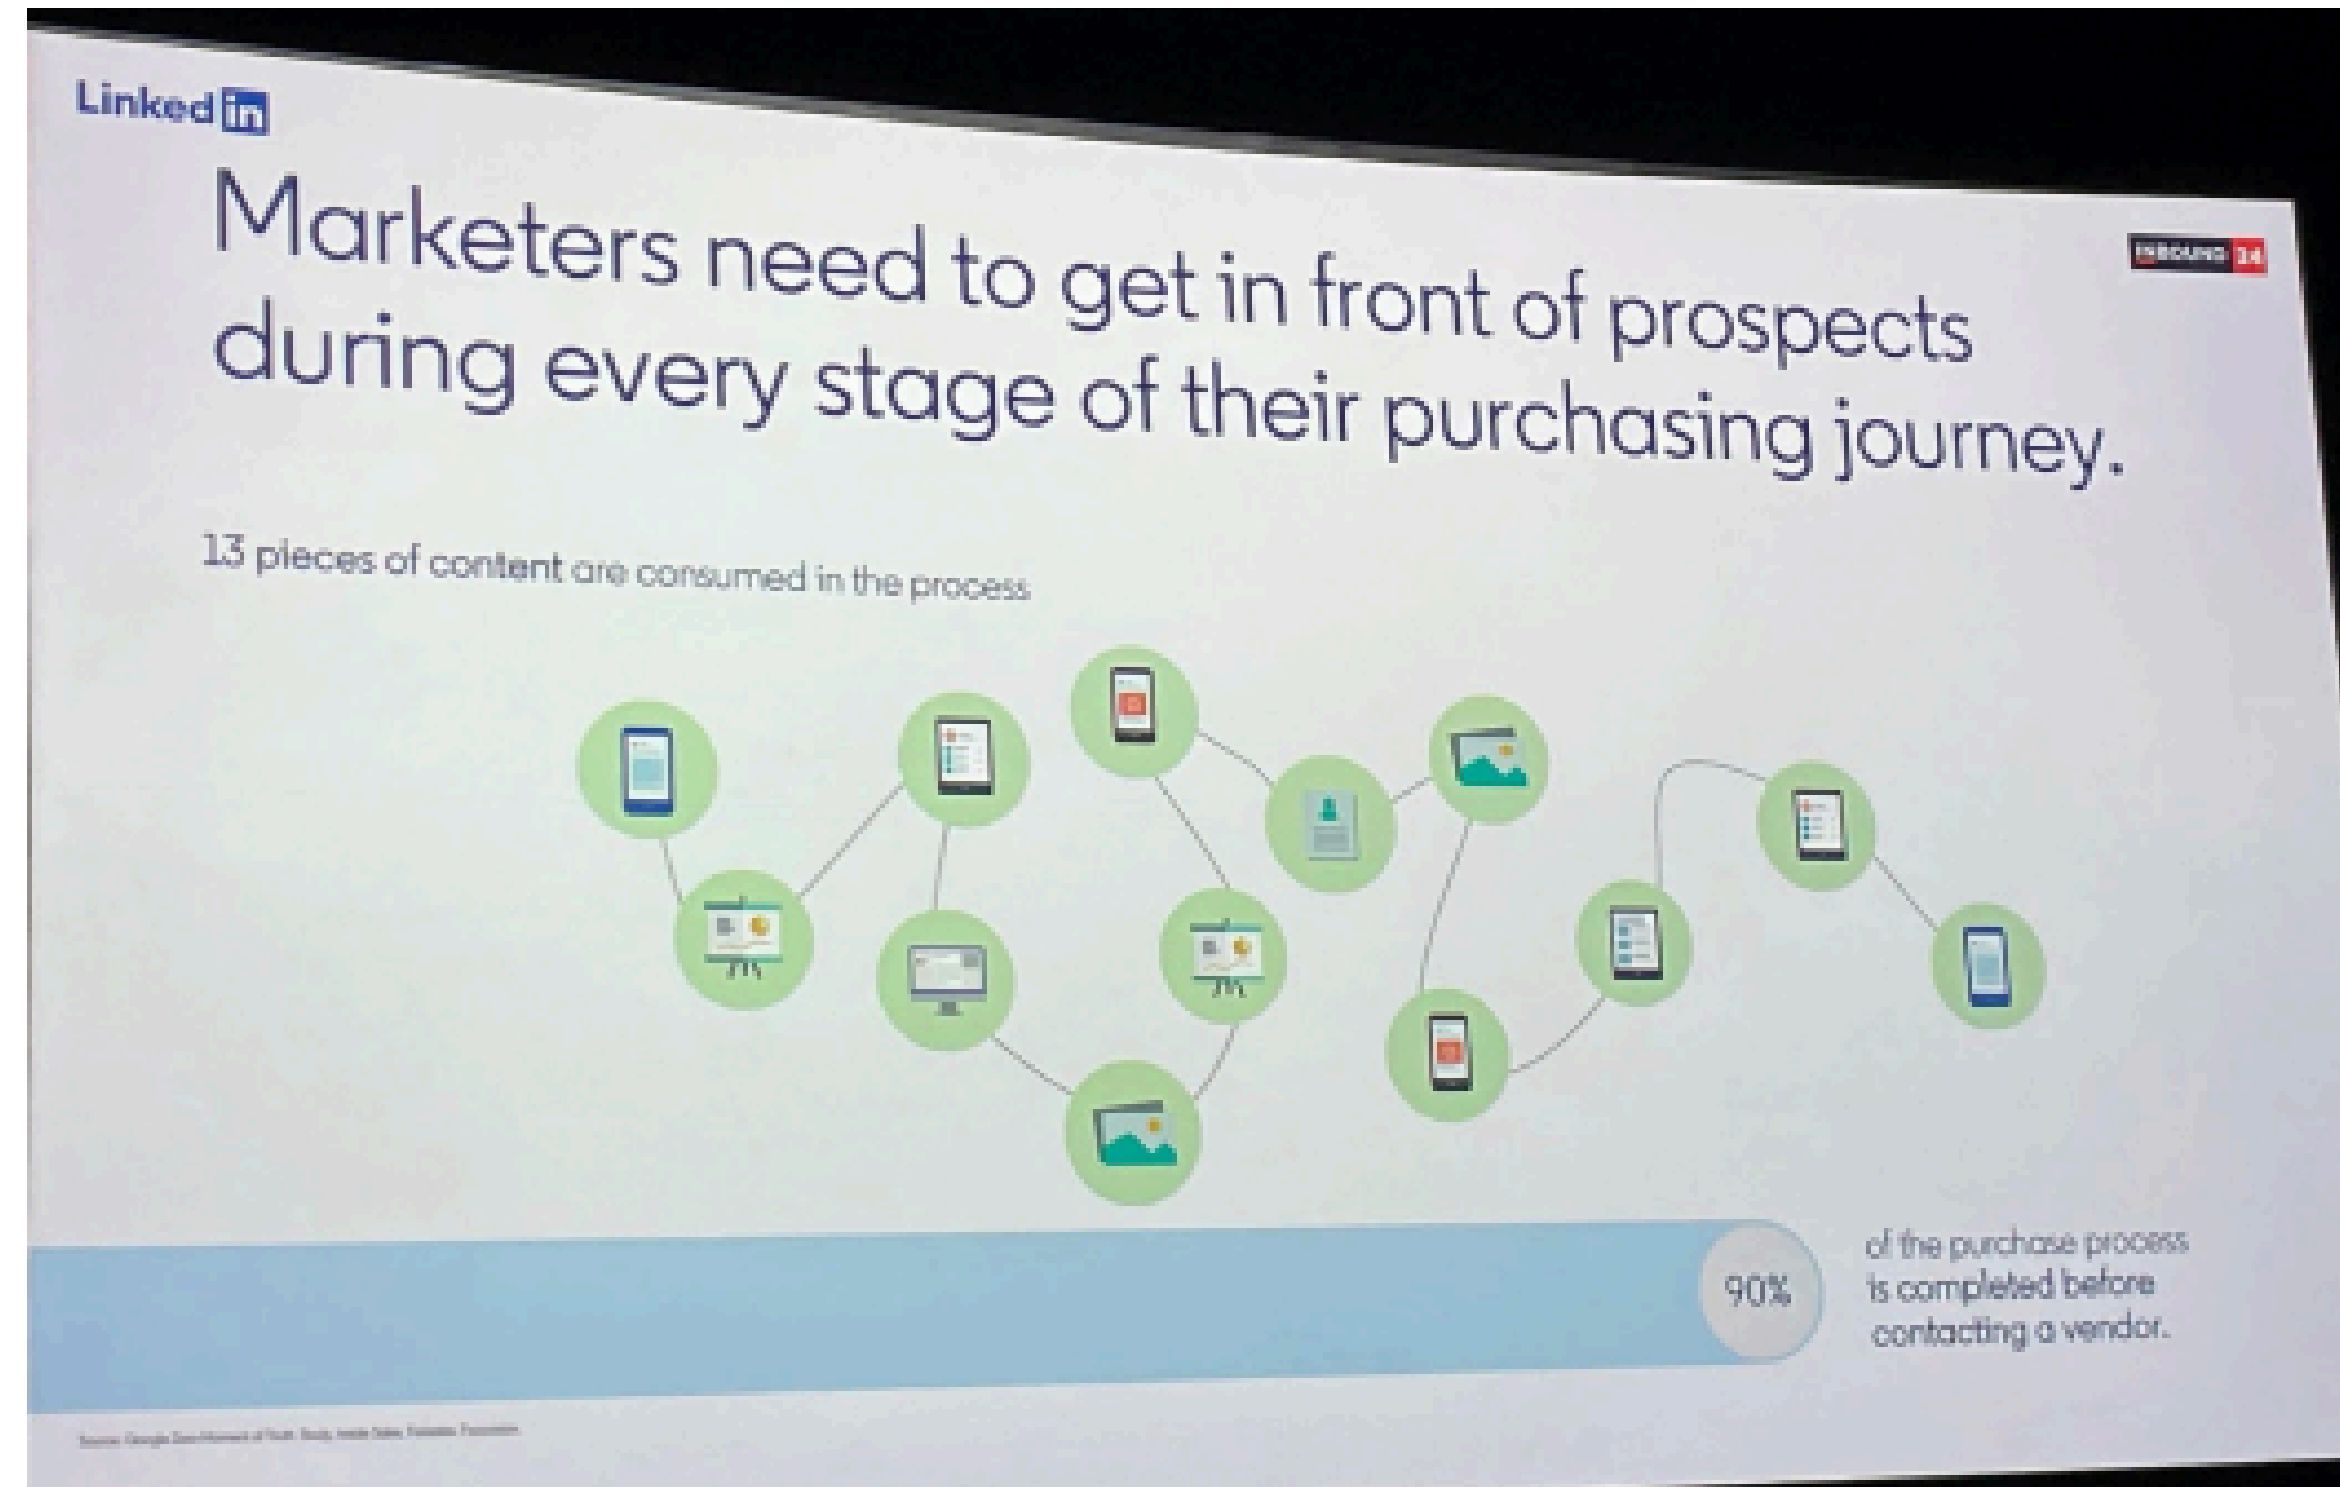 Linked in
Marketers need to get in front of prospects
INBOUND
during every stage of their purchasing journey.
13 pieces of content are consumed in the process
90%
of the purchase process
is completed before
contacting a vendor.